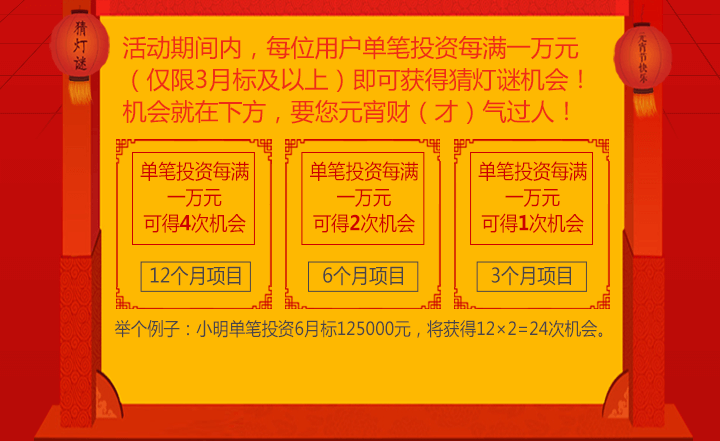 猜灯谜
元宵节快乐
活动期间内，每位用户单笔投资每满一万元
（仅限3月标及以上）即可获得猜灯谜机会！
机会就在下方，要您元宵财（才）气过人！
单笔投资每满
一万元
可得4次机会
12个月项目
单笔投资每满
一万元
可得2次机会
6个月项目
单笔投资每满
一万元
可得1次机会
3个月项目
举个例子：小明单笔投资6月标125000元，将获得12×2=24次机会。